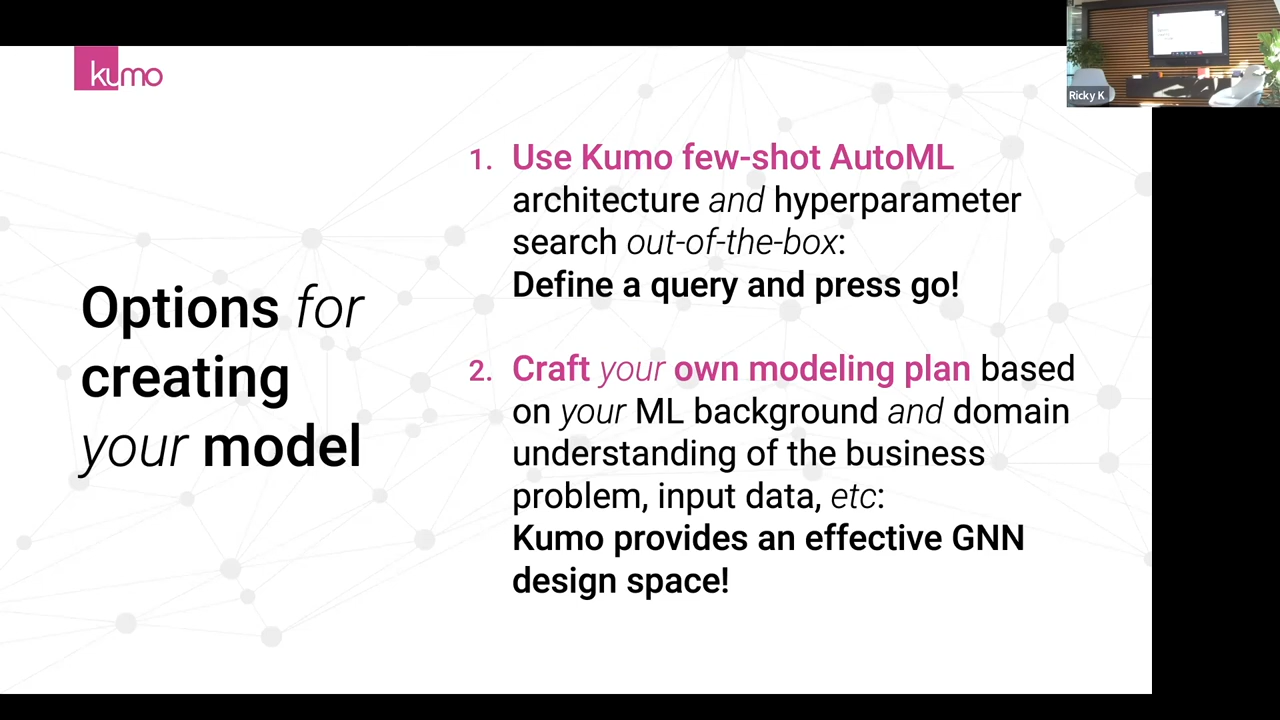 kumo
Ricky K
Options for
creating
your model
1. Use Kumo few-shot AutoML
architecture and hyperparameter
search out-of-the-box:
Define a query and press go!
2. Craft your own modeling plan based
on your ML background and domain
understanding of the business
problem, input data, etc:
Kumo provides an effective GNN
design space!